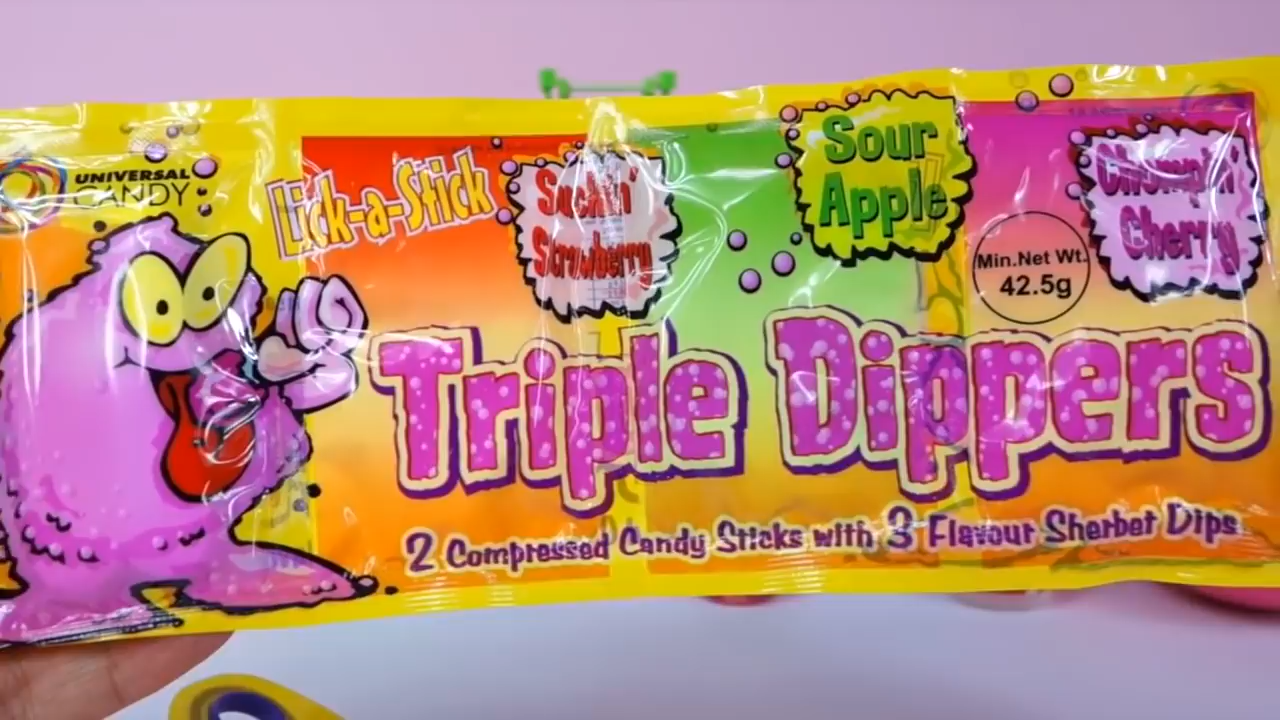 UNIVERSAL
CANDY
Lick-a-Stick
Suckin'
Strawberry
Sour
Apple
Chompin'
Cherry
Min.Net Wt.
42.5g
Triple Dippers
2 Compressed Candy Sticks with 3 Flavour Sherbet Dips